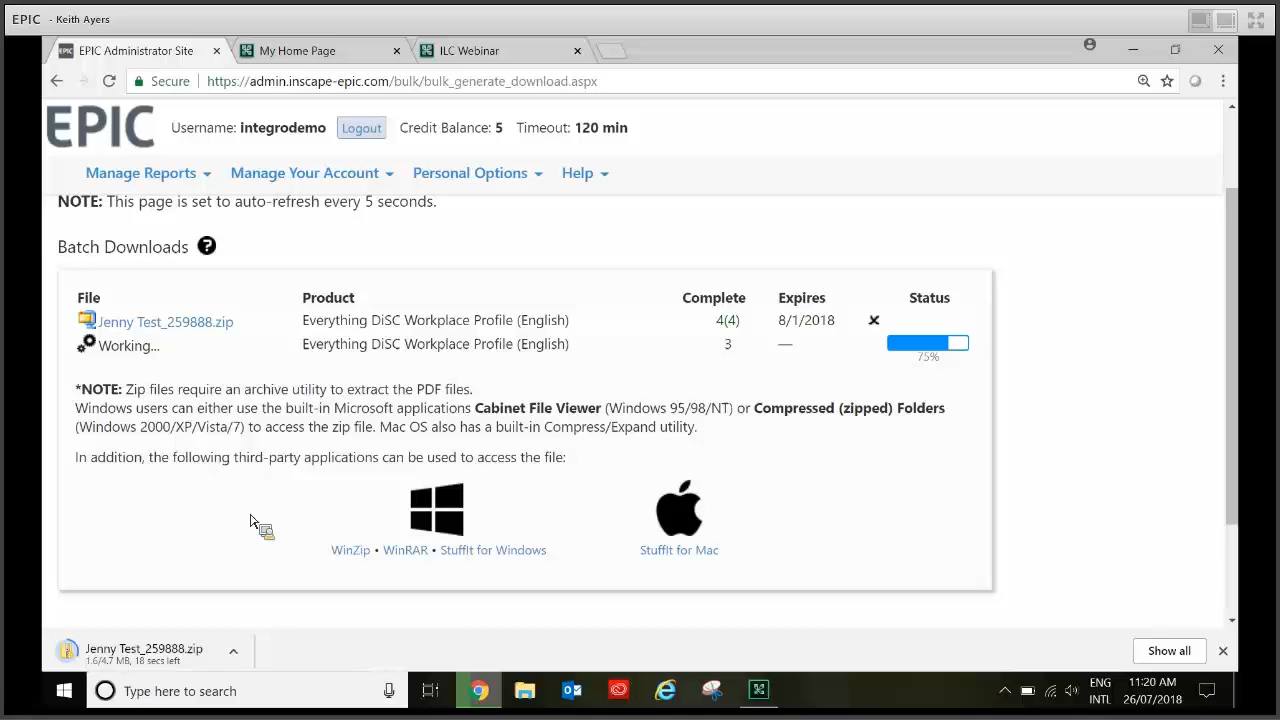 EPIC - Keith Ayers
EPIC EPIC Administrator Site × My Home Page × ILC Webinar ×
Secure | https://admin.inscape-epic.com/bulk/bulk_generate_download.aspx
EPIC Username: integrodemo Logout Credit Balance: 5 Timeout: 120 min
Manage Reports Manage Your Account Personal Options Help
NOTE: This page is set to auto-refresh every 5 seconds.
Batch Downloads ?
File Product Complete Expires Status
Jenny Test_259888.zip Everything DiSC Workplace Profile (English) 4(4) 8/1/2018 ✖
Working... Everything DiSC Workplace Profile (English) 3 —
75%
*NOTE: Zip files require an archive utility to extract the PDF files.
Windows users can either use the built-in Microsoft applications Cabinet File Viewer (Windows 95/98/NT) or Compressed (zipped) Folders
(Windows 2000/XP/Vista/7) to access the zip file. Mac OS also has a built-in Compress/Expand utility.
In addition, the following third-party applications can be used to access the file:
WinZip • WinRAR • StuffIt for Windows StuffIt for Mac
Jenny Test_259888.zip
1.6/4.7 MB, 18 secs left
Show all
Type here to search
ENG 11:20 AM
INTL 26/07/2018